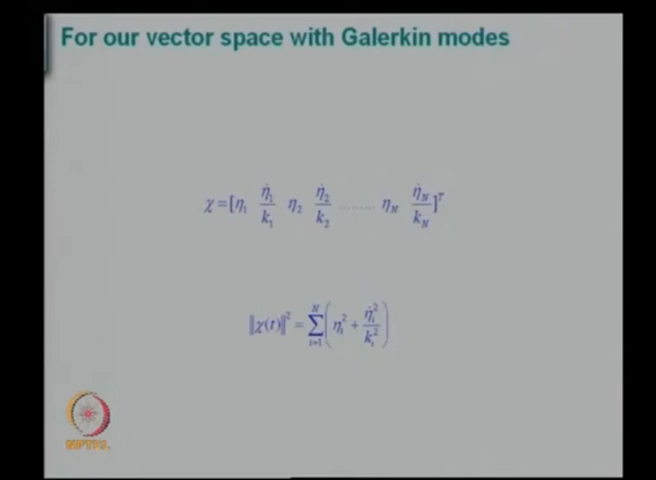 For our vector space with Galerkin modes
χ = [η₁ η̇₁/k₁ η₂ η̇₂/k₂ ......... η_N η̇_N/k_N]ᵀ
‖χ(t)‖² = ∑_{i=1}^{N} (η_i² + η̇_i²/k_i²)
NPTEL